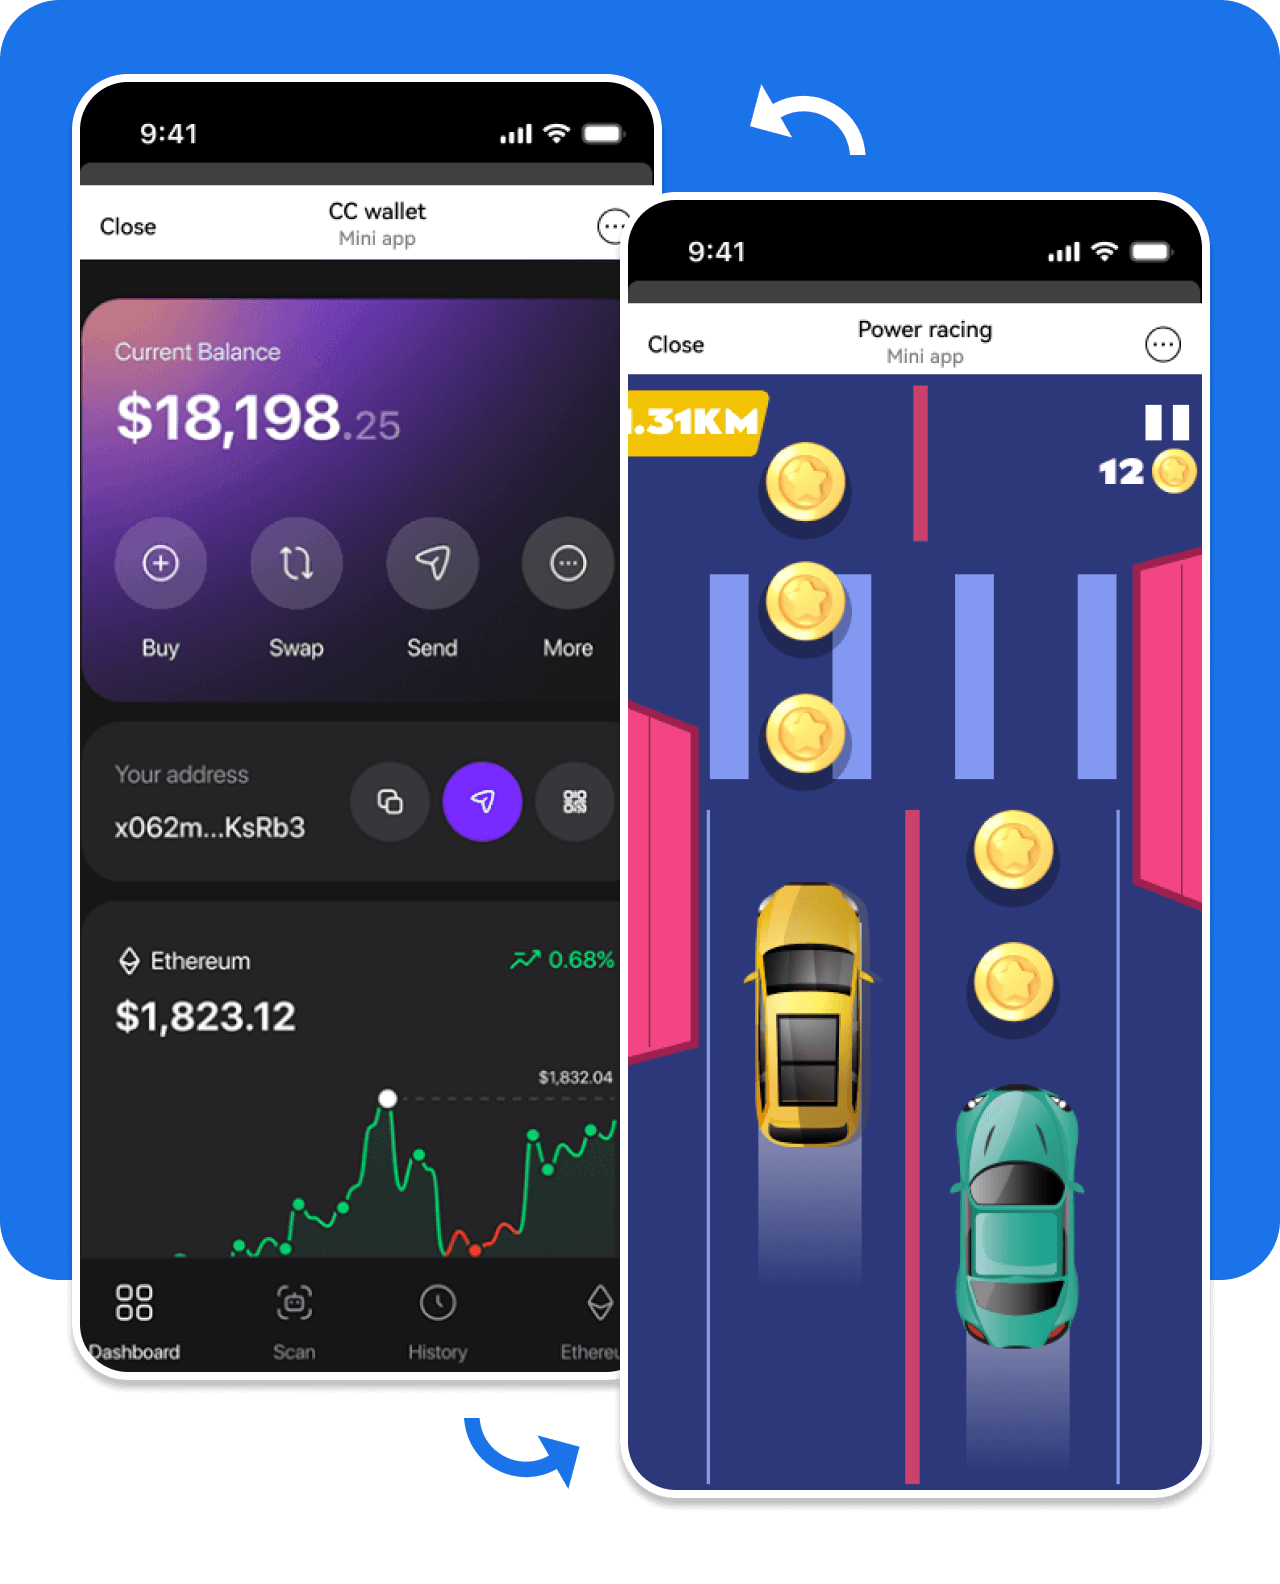 9:41
Close
CC wallet
Mini app
Current Balance
$18,198.25
Buy
Swap
Send
More
Your address
x062m...KsRb3
Ethereum
0.68%
$1,823.12
$1,832.04
Dashboard
Scan
History
Ethereu
9:41
Close
Power racing
Mini app
.31KM
12